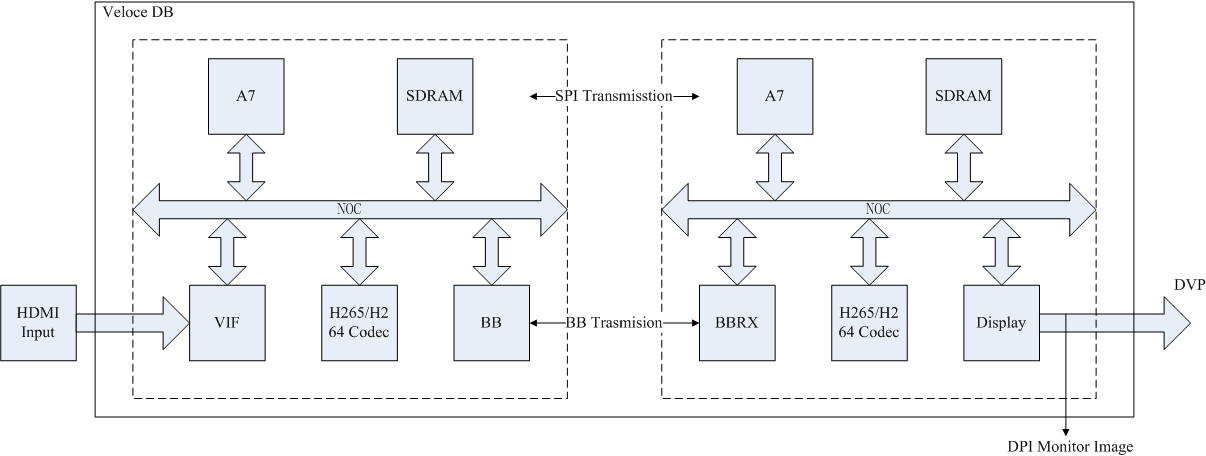 Veloce DB
A7
SDRAM
SPI Transmisstion
A7
SDRAM
NOC
NOC
HDMI
Input
VIF
H265/H2
64 Codec
BB
BB Trasmision
BBRX
H265/H2
64 Codec
Display
DVP
DPI Monitor Image